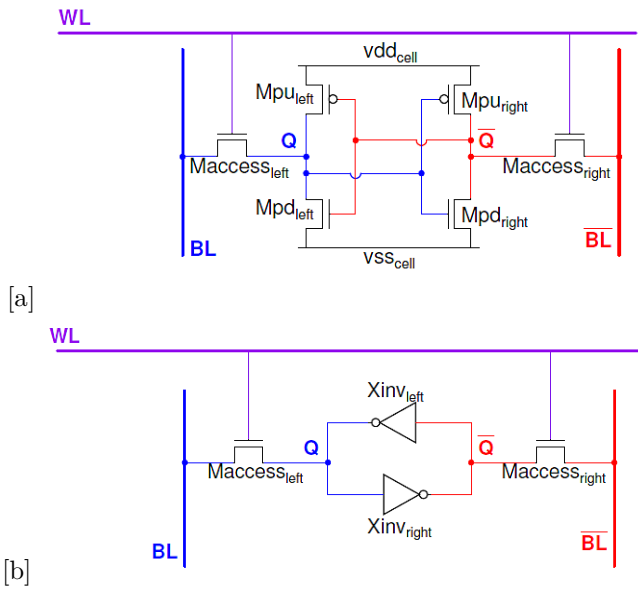 WL
vdd_cell
Mpu_left
Mpu_right
Q
Q̅
Maccess_left
Maccess_right
Mpd_left
Mpd_right
BL
vss_cell
B̅L̅
[a]
WL
Xinv_left
Q
Q̅
Maccess_left
Maccess_right
Xinv_right
BL
B̅L̅
[b]